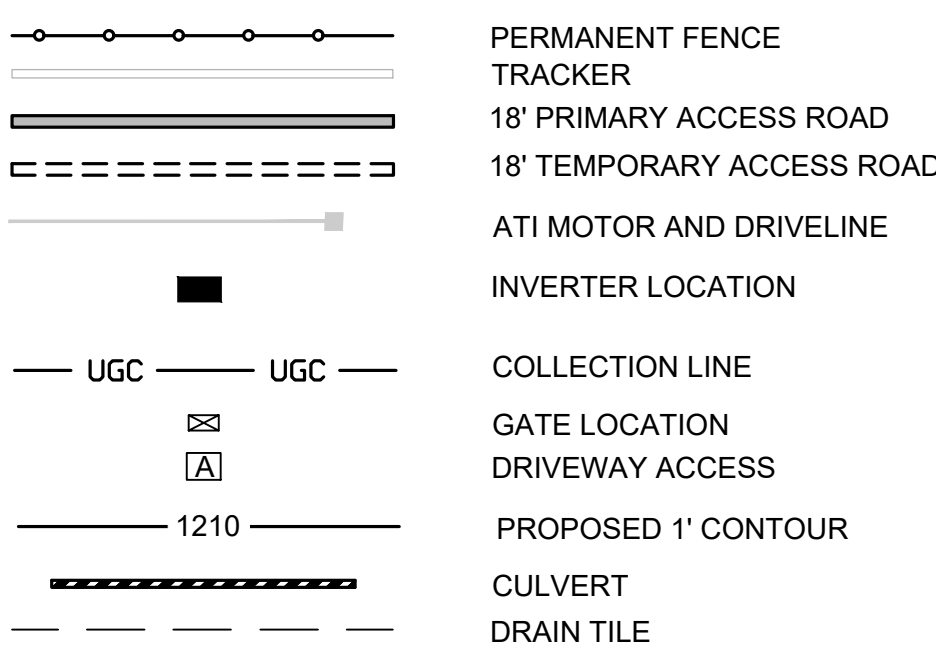 PERMANENT FENCE
TRACKER
18' PRIMARY ACCESS ROAD
18' TEMPORARY ACCESS ROAD
ATI MOTOR AND DRIVELINE
INVERTER LOCATION
UGC UGC COLLECTION LINE
GATE LOCATION
A DRIVEWAY ACCESS
1210 PROPOSED 1' CONTOUR
CULVERT
DRAIN TILE